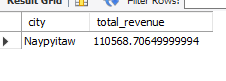 Result Grid Filter Rows:
city total_revenue
Naypyitaw 110568.70649999994